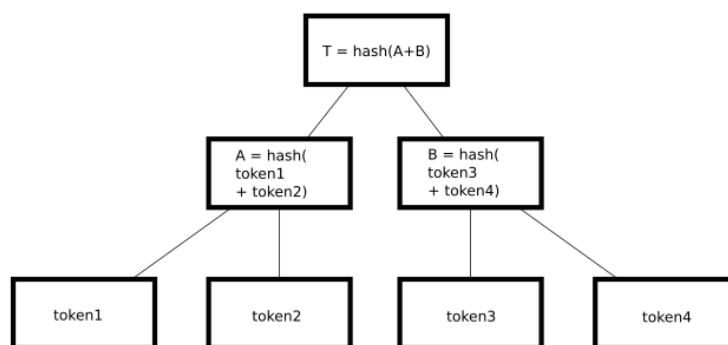 T = hash(A+B)
A = hash(
token1
+ token2)
B = hash(
token3
+ token4)
token1
token2
token3
token4